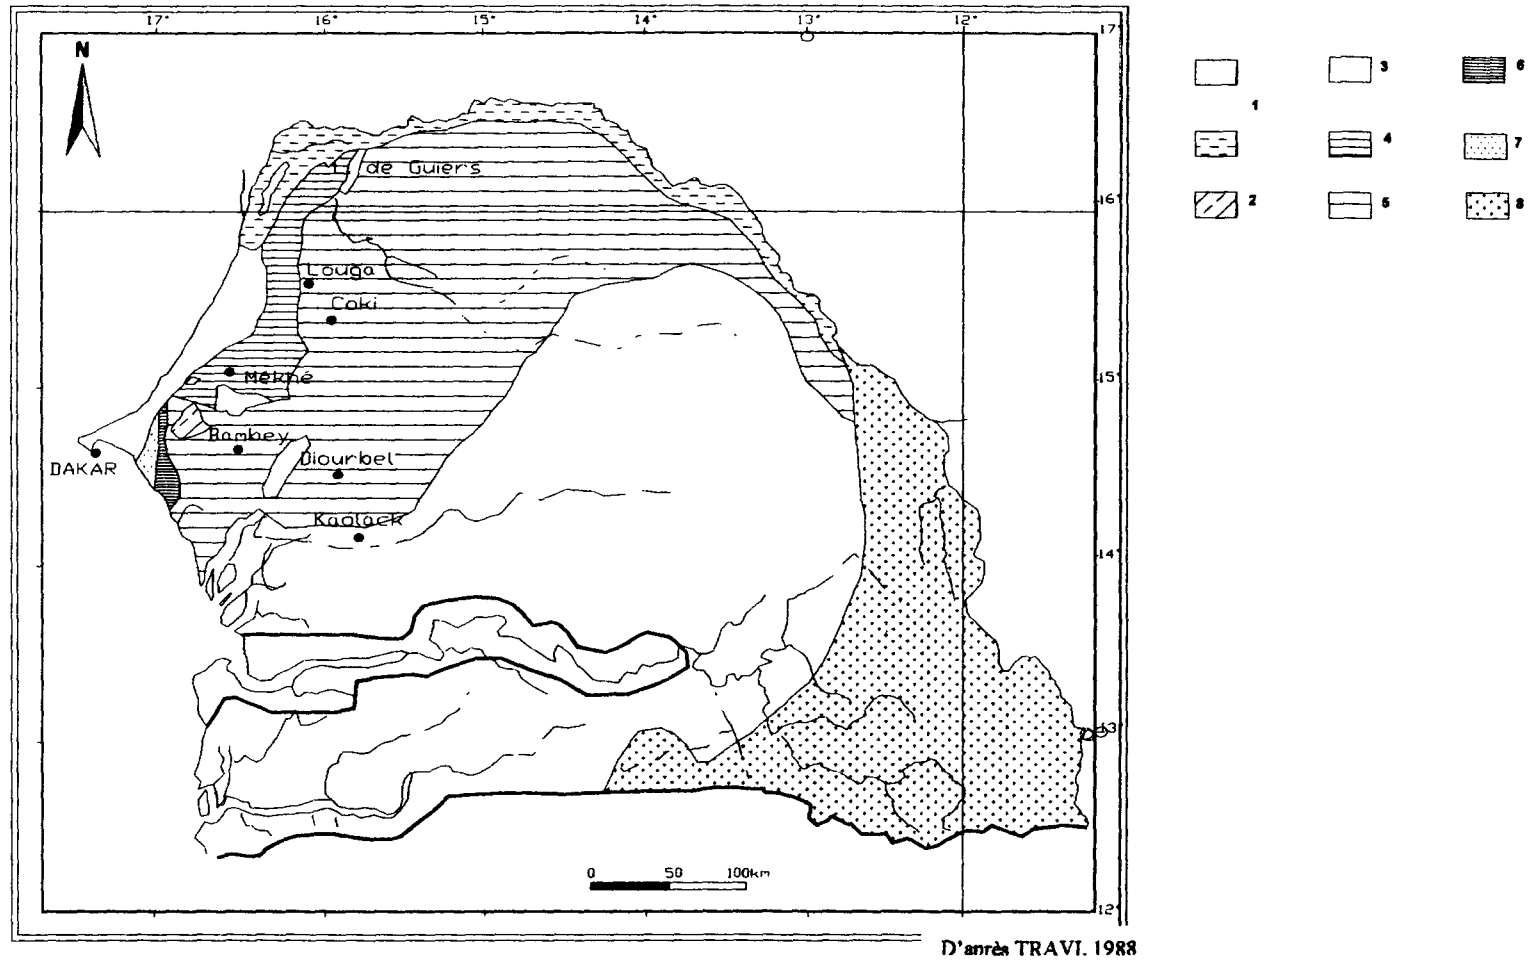 17° 16° 15° 14° 13° 12°
17°
N
3 6
1
4 7
2 5 8
de Guiers
16°
Louga
Coki
Mékhé
15°
Bambey
Diourbel
DAKAR
Kaolack
14°
13°
0 50 100km
12°
D'après TRAVI, 1988